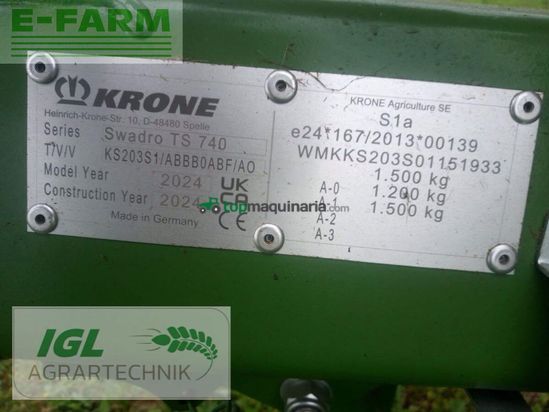 E-FARM
KRONE
Heinrich-Krone-Str. 10, D-48480 Spelle
Series Swadro TS 740
T/V/V KS203S1/ABBB0ABF/AO
Model Year 2024
Construction Year 2024
Made in Germany
UK
CA
CE
KRONE Agriculture SE
S1a
e24*167/2013*00139
WMKKS203S01151933
1.500 kg
A-0 1.200 kg
A-1 1.500 kg
A-2
A-3
topmaquinaria.com
IGL
AGRARTECHNIK